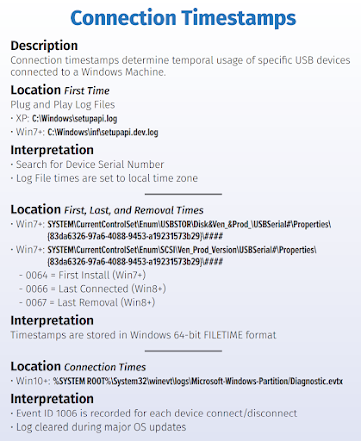 Connection Timestamps
Description
Connection timestamps determine temporal usage of specific USB devices
connected to a Windows Machine.
Location First Time
Plug and Play Log Files
• XP: C:\Windows\setupapi.log
• Win7+: C:\Windows\inf\setupapi.dev.log
Interpretation
• Search for Device Serial Number
• Log File times are set to local time zone
Location First, Last, and Removal Times
• Win7+: SYSTEM\CurrentControlSet\Enum\USBSTOR\Disk&Ven_&Prod_\USBSerial#\Properties\
{83da6326-97a6-4088-9453-a19231573b29}\####
• Win7+: SYSTEM\CurrentControlSet\Enum\SCSI\Ven_Prod_Version\USBSerial#\Properties\
{83da6326-97a6-4088-9453-a19231573b29}\####
- 0064 = First Install (Win7+)
- 0066 = Last Connected (Win8+)
- 0067 = Last Removal (Win8+)
Interpretation
Timestamps are stored in Windows 64-bit FILETIME format
Location Connection Times
• Win10+: %SYSTEM ROOT%\System32\winevt\logs\Microsoft-Windows-Partition/Diagnostic.evtx
Interpretation
• Event ID 1006 is recorded for each device connect/disconnect
• Log cleared during major OS updates